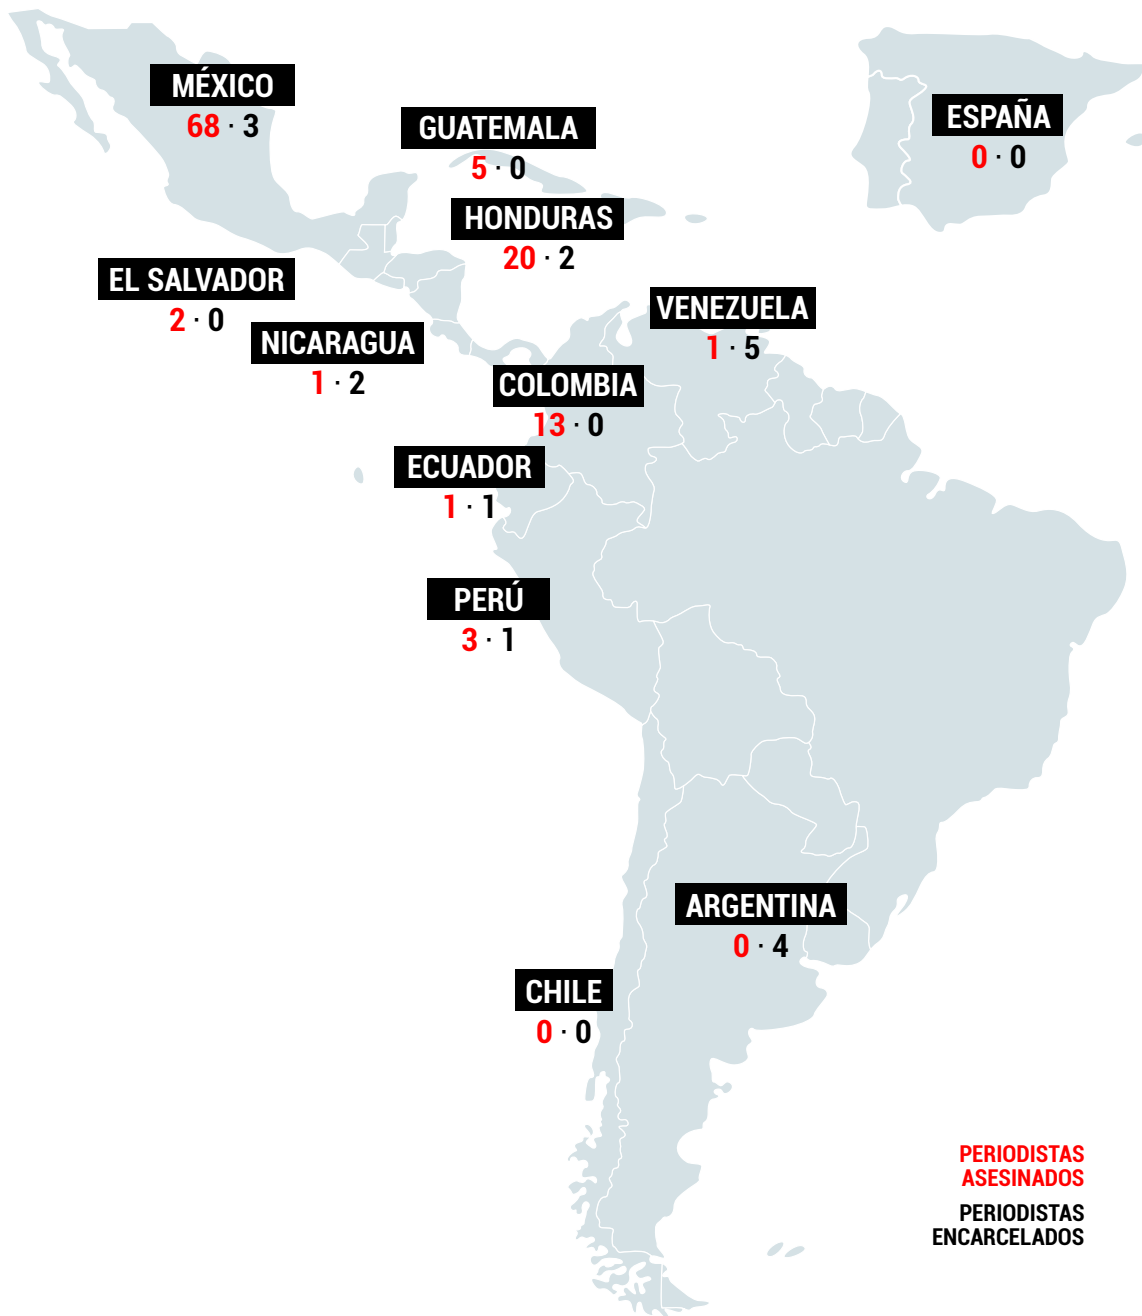 MÉXICO
68 · 3
GUATEMALA
5 · 0
ESPAÑA
0 · 0
HONDURAS
20 · 2
EL SALVADOR
2 · 0
NICARAGUA
1 · 2
VENEZUELA
1 · 5
COLOMBIA
13 · 0
ECUADOR
1 · 1
PERÚ
3 · 1
ARGENTINA
0 · 4
CHILE
0 · 0
PERIODISTAS
ASESINADOS
PERIODISTAS
ENCARCELADOS